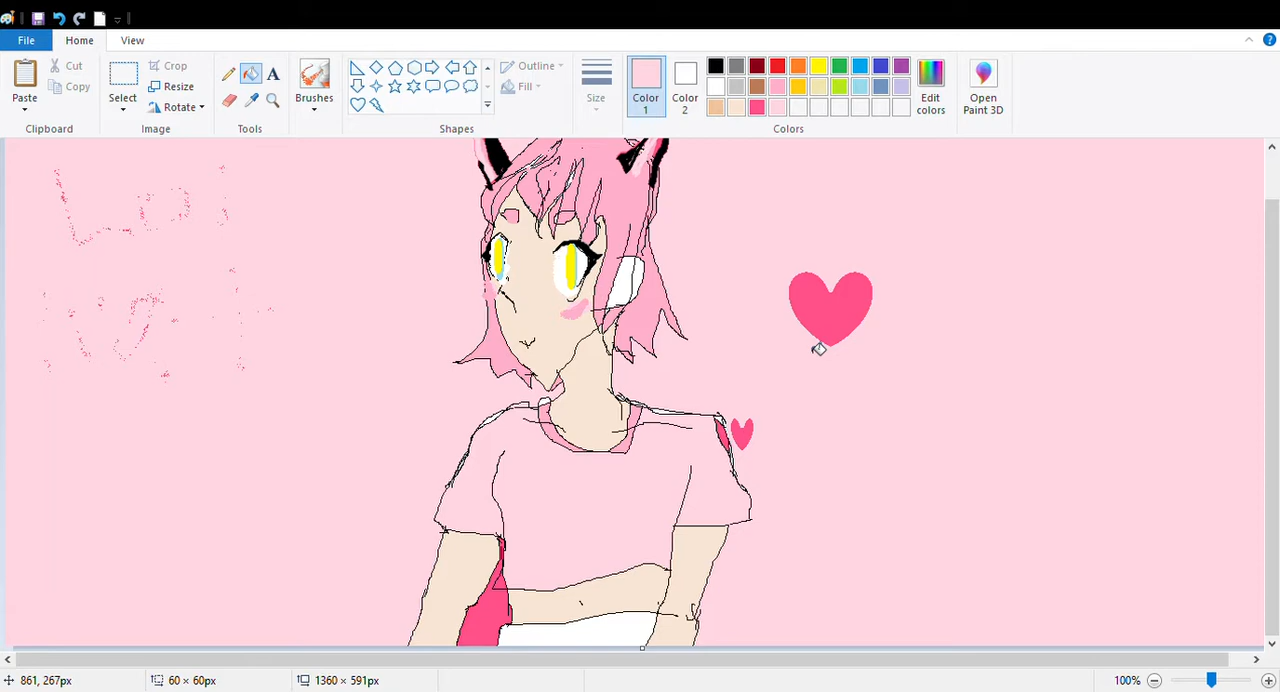 File
Home
View
Paste
Cut
Copy
Clipboard
Select
Crop
Resize
Rotate
Image
A
Tools
Brushes
Shapes
Outline
Fill
Size
Color 1
Color 2
Colors
Edit colors
Open Paint 3D
861, 267px
60 × 60px
1360 × 591px
100%